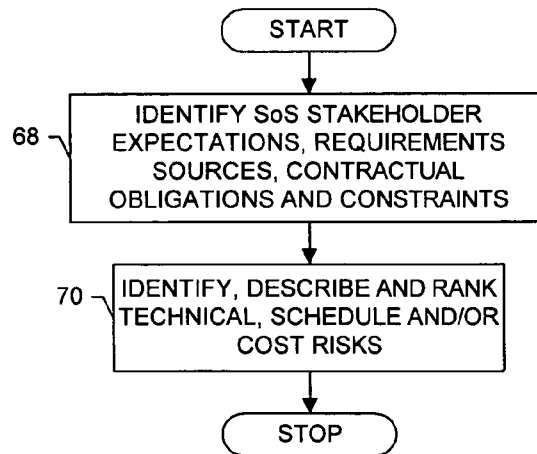 START
68
IDENTIFY SoS STAKEHOLDER
EXPECTATIONS, REQUIREMENTS
SOURCES, CONTRACTUAL
OBLIGATIONS AND CONSTRAINTS
70
IDENTIFY, DESCRIBE AND RANK
TECHNICAL, SCHEDULE AND/OR
COST RISKS
STOP